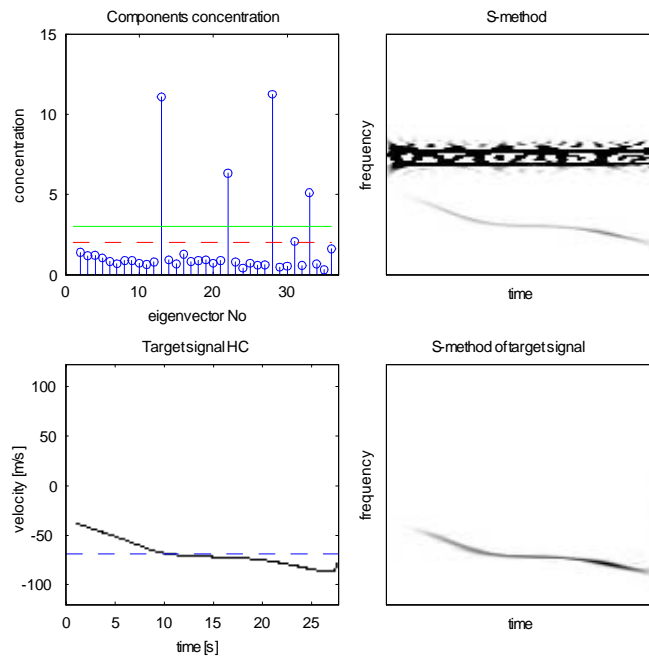 Components concentration
15
10
5
0
concentration
0
10
20
30
eigenvector No
S-method
frequency
time
Target signal HC
100
50
0
-50
-100
velocity [m/s]
0
5
10
15
20
25
time [s]
S-method of target signal
frequency
time